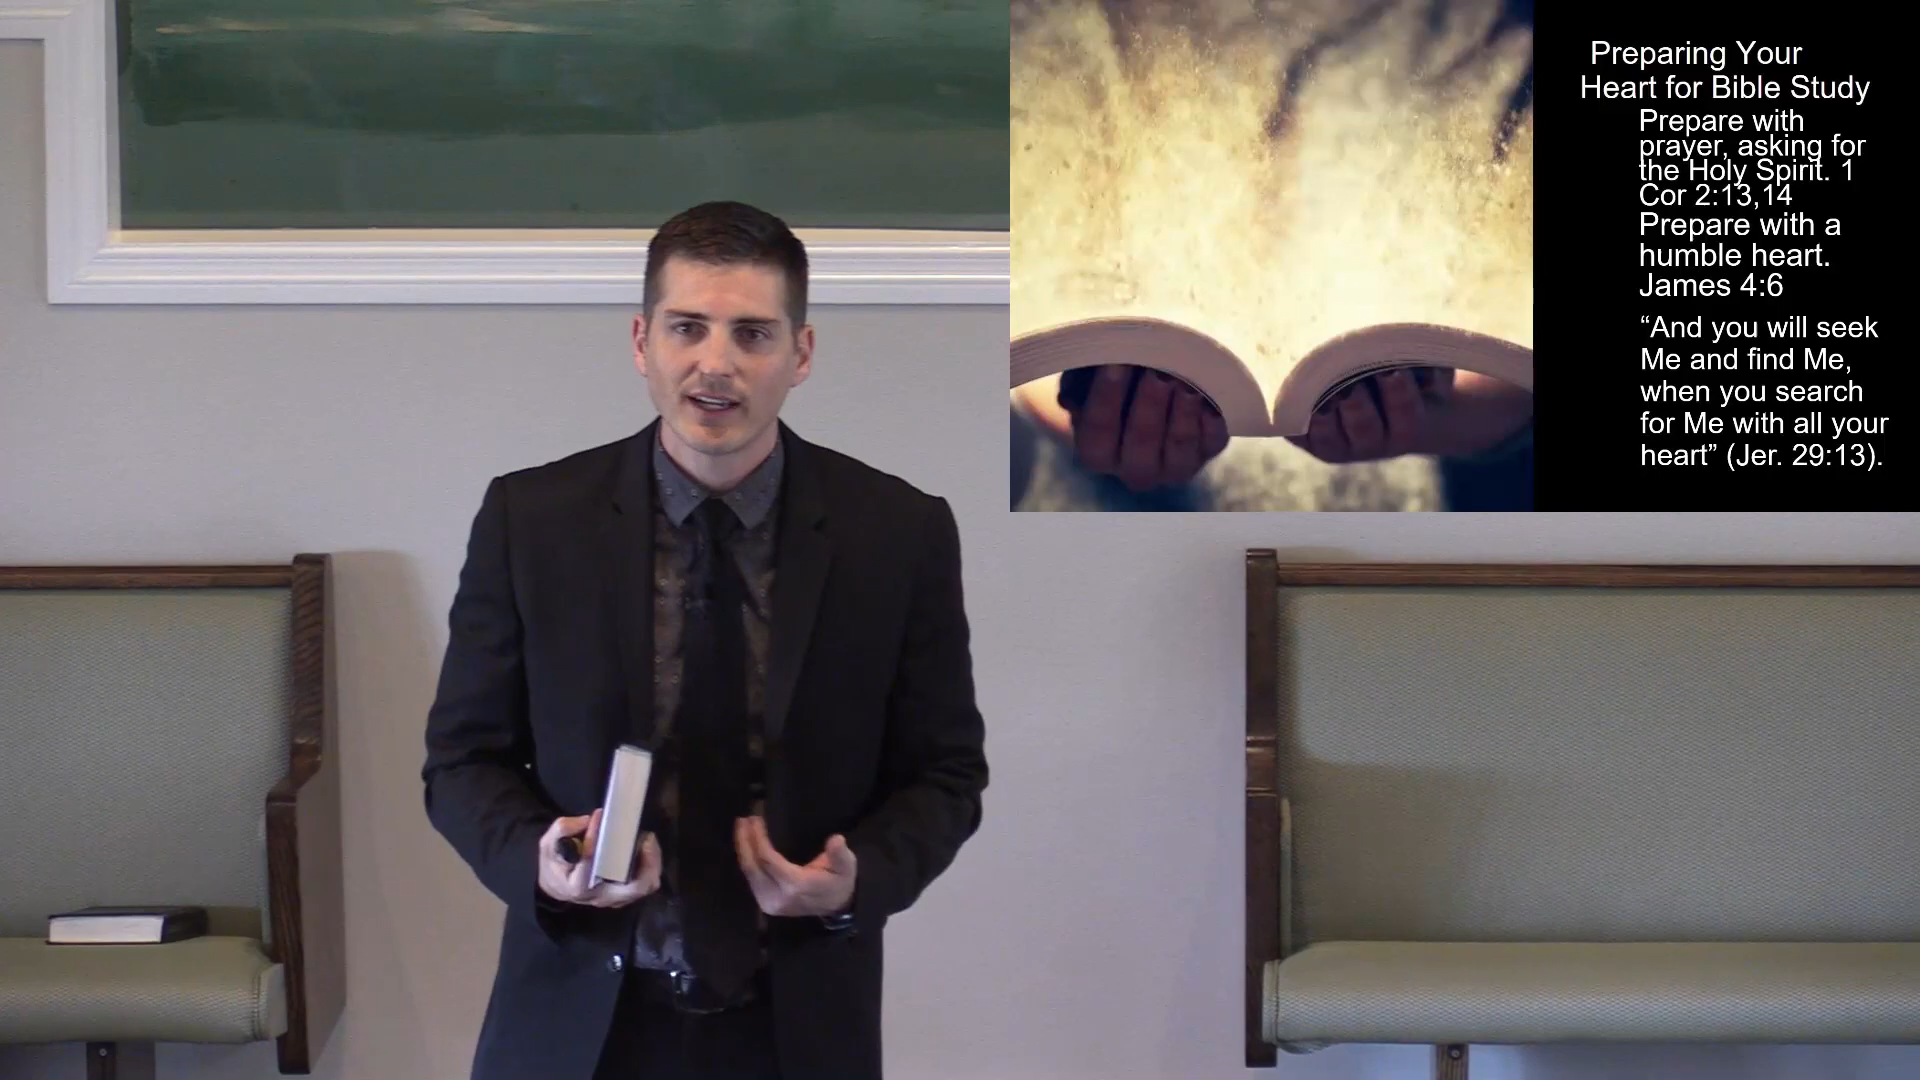 Preparing Your
Heart for Bible Study
Prepare with
prayer, asking for
the Holy Spirit. 1
Cor 2:13,14
Prepare with a
humble heart.
James 4:6
“And you will seek
Me and find Me,
when you search
for Me with all your
heart” (Jer. 29:13).